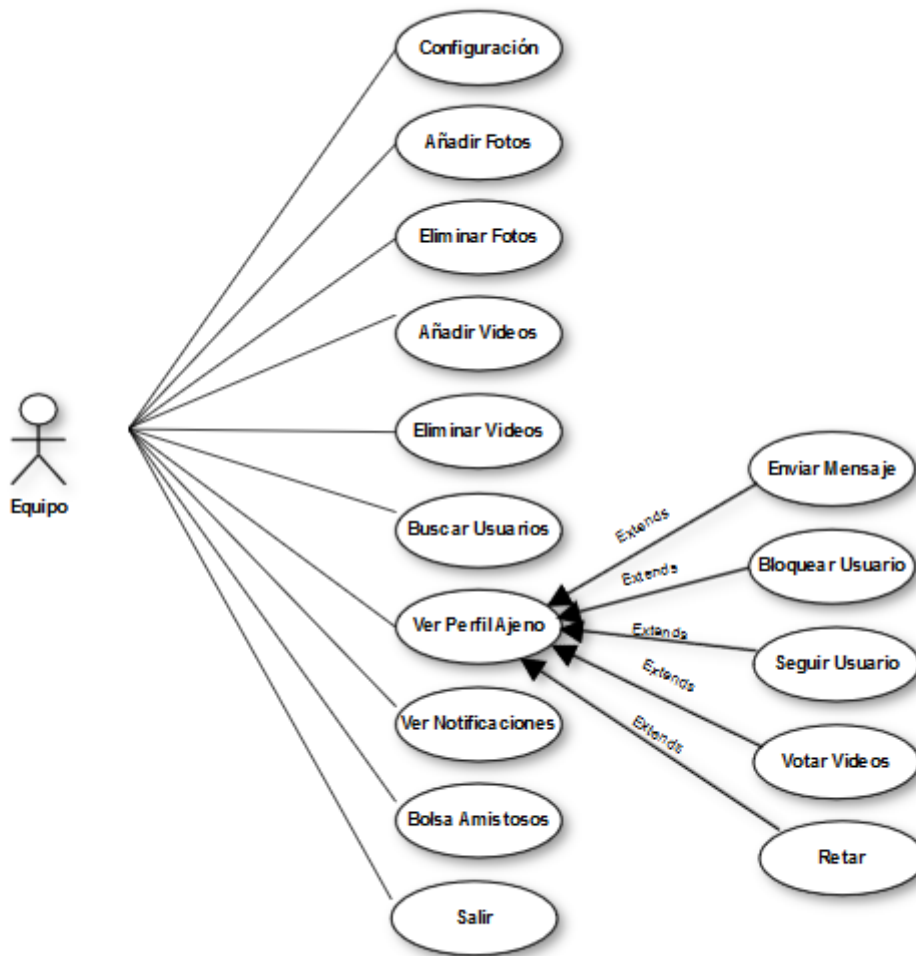 Configuración
Añadir Fotos
Eliminar Fotos
Añadir Videos
Eliminar Videos
Equipo
Buscar Usuarios
Ver Perfil Ajeno
Ver Notificaciones
Bolsa Amistosos
Salir
Enviar Mensaje
Extends
Bloquear Usuario
Extends
Seguir Usuario
Extends
Votar Videos
Extends
Retar
Extends